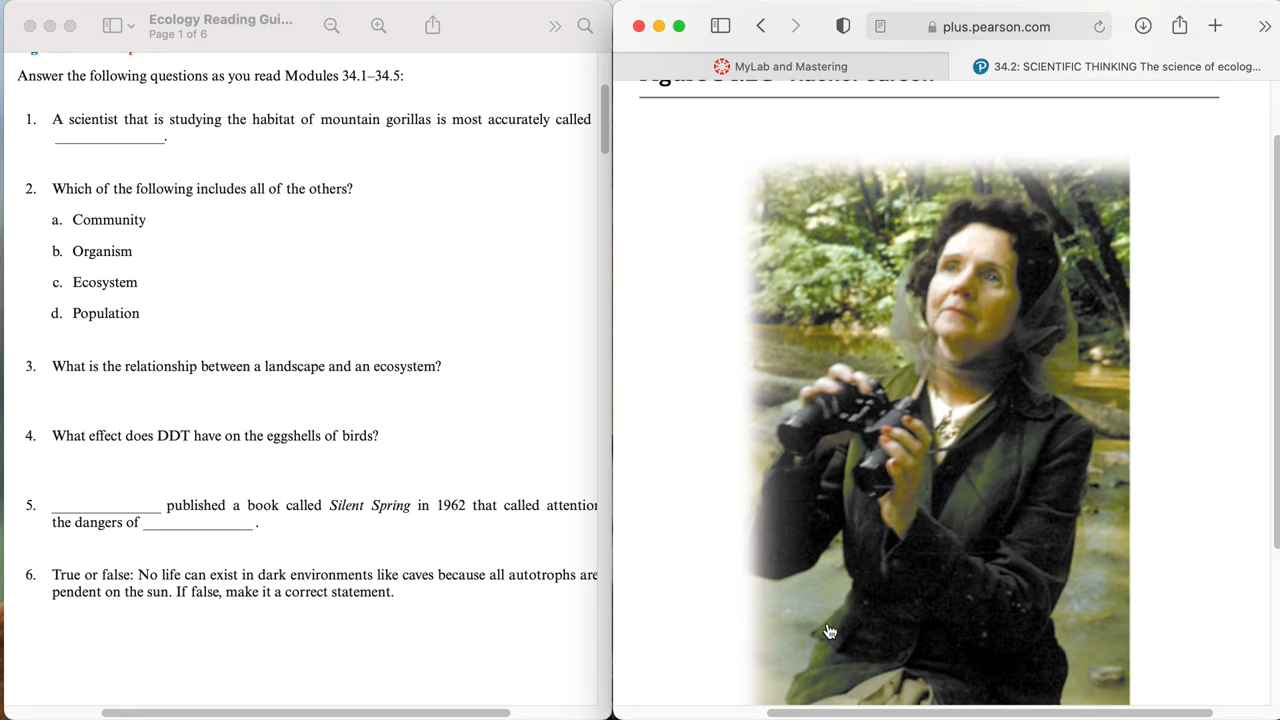 Ecology Reading Gui...
Page 1 of 6
Answer the following questions as you read Modules 34.1–34.5:
1. A scientist that is studying the habitat of mountain gorillas is most accurately called
______________.
2. Which of the following includes all of the others?
a. Community
b. Organism
c. Ecosystem
d. Population
3. What is the relationship between a landscape and an ecosystem?
4. What effect does DDT have on the eggshells of birds?
5. ______________ published a book called Silent Spring in 1962 that called attention
the dangers of ______________ .
6. True or false: No life can exist in dark environments like caves because all autotrophs are
pendent on the sun. If false, make it a correct statement.
plus.pearson.com
MyLab and Mastering
34.2: SCIENTIFIC THINKING The science of ecolog...